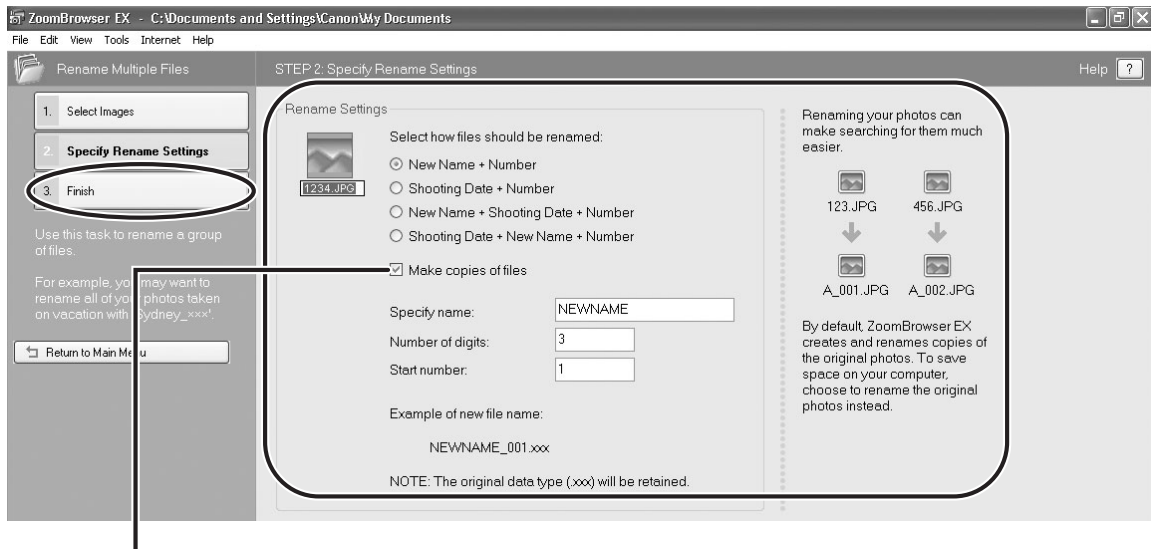 ZoomBrowser EX - C:\Documents and Settings\Canon\My Documents
File Edit View Tools Internet Help
Rename Multiple Files
STEP 2: Specify Rename Settings
Help ?
1. Select Images
2. Specify Rename Settings
3. Finish
Use this task to rename a group
of files.
For example, you may want to
rename all of your photos taken
on vacation with 'Sydney_xxx'.
Return to Main Menu
Rename Settings
1234.JPG
Select how files should be renamed:
New Name + Number
Shooting Date + Number
New Name + Shooting Date + Number
Shooting Date + New Name + Number
Make copies of files
Specify name: NEWNAME
Number of digits: 3
Start number: 1
Example of new file name:
NEWNAME_001.xxx
NOTE: The original data type (.xxx) will be retained.
Renaming your photos can
make searching for them much
easier.
123.JPG 456.JPG
A_001.JPG A_002.JPG
By default, ZoomBrowser EX
creates and renames copies of
the original photos. To save
space on your computer,
choose to rename the original
photos instead.